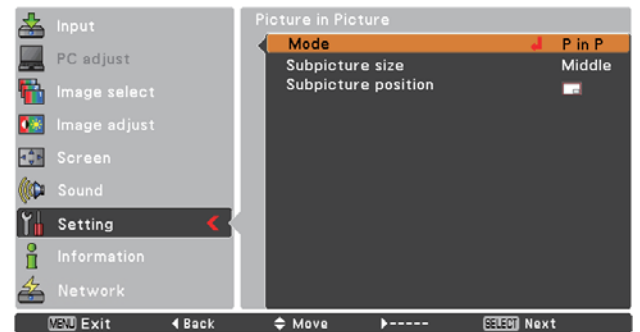 Input
PC adjust
Image select
Image adjust
Screen
Sound
Setting
Information
Network
Picture in Picture
Mode P in P
Subpicture size Middle
Subpicture position
MENU Exit Back Move ----- SELECT Next